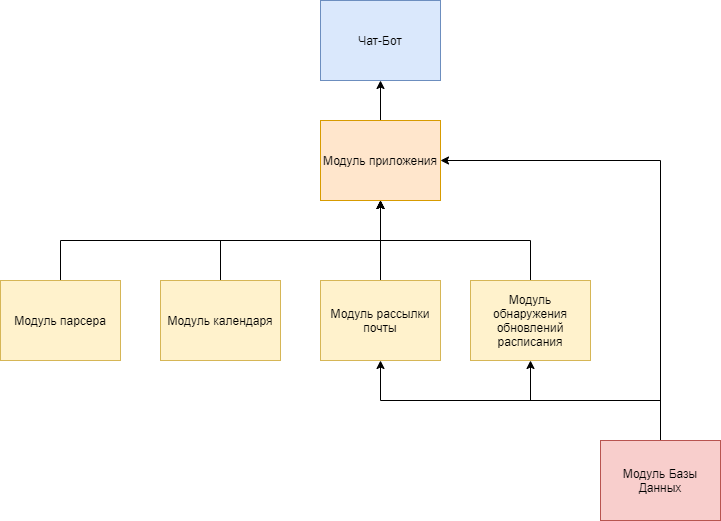 Чат-Бот
Модуль приложения
Модуль парсера
Модуль календаря
Модуль рассылки
почты
Модуль
обнаружения
обновлений
расписания
Модуль Базы
Данных